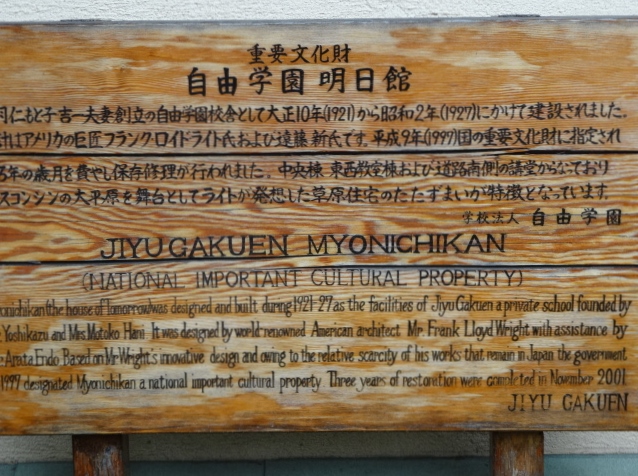 重要文化財
自由学園 明日館
仁もと子吉一夫妻創立の自由学園校舎として大正10年(1921)から昭和2年(1927)にかけて建設されました。
計はアメリカの巨匠フランク・ロイドライト氏および遠藤 新氏です。平成9年(1997)国の重要文化財に指定され
年の歳月を費やし保存修理が行われました。中央棟、東西教室棟および道路南側の講堂からなっており
スコンシンの大平原を舞台としてライトが発想した草原住宅のたたずまいが特徴となっています
学校法人 自由学園
JIYU GAKUEN MYONICHIKAN
(NATIONAL IMPORTANT CULTURAL PROPERTY)
onichikan (the house of Tomorrow) was designed and built during 1921-27 as the facilities of Jiyu Gakuen a private school founded by
Yoshikazu and Mrs Motoko Hani. It was designed by world renowned American architect Mr. Frank Lloyd Wright with assistance by
Arata Endo. Based on Mr Wright's innovative design and owing to the relative scarcity of his works that remain in Japan the government
1997 designated Myonichikan a national important cultural property. Three years of restoration were completed in November 2001
JIYU GAKUEN